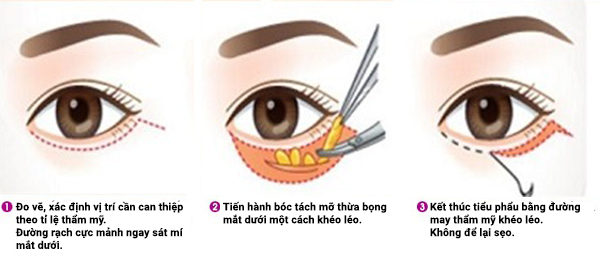 1 Đo vẽ, xác định vị trí cần can thiệp
theo tỉ lệ thẩm mỹ.
Đường rạch cực mảnh ngay sát mí
mắt dưới.
2 Tiến hành bóc tách mỡ thừa bọng
mắt dưới một cách khéo léo.
3 Kết thúc tiểu phẩu bằng đường
may thẩm mỹ khéo léo.
Không để lại sẹo.